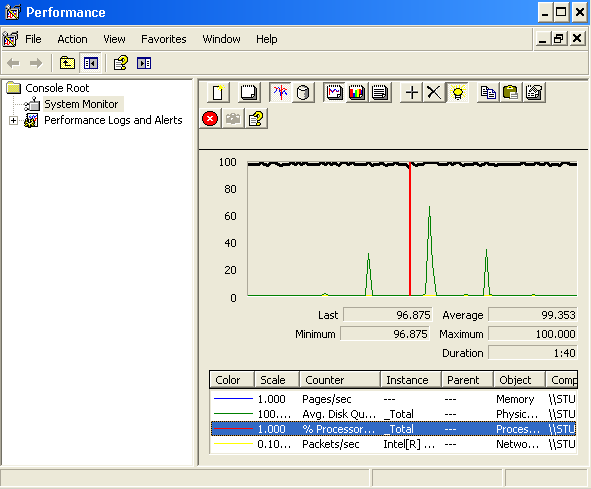 Performance
File Action View Favorites Window Help
Console Root
System Monitor
Performance Logs and Alerts
100
80
60
40
20
0
Last 96.875 Average 99.353
Minimum 96.875 Maximum 100.000
Duration 1:40
Color Scale Counter Instance Parent Object Comp
1.000 Pages/sec --- --- Memory \\STU
100.... Avg. Disk Qu... _Total --- Physic... \\STU
1.000 % Processor... _Total --- Proces... \\STU
0.10... Packets/sec Intel[R] ... --- Netwo... \\STU